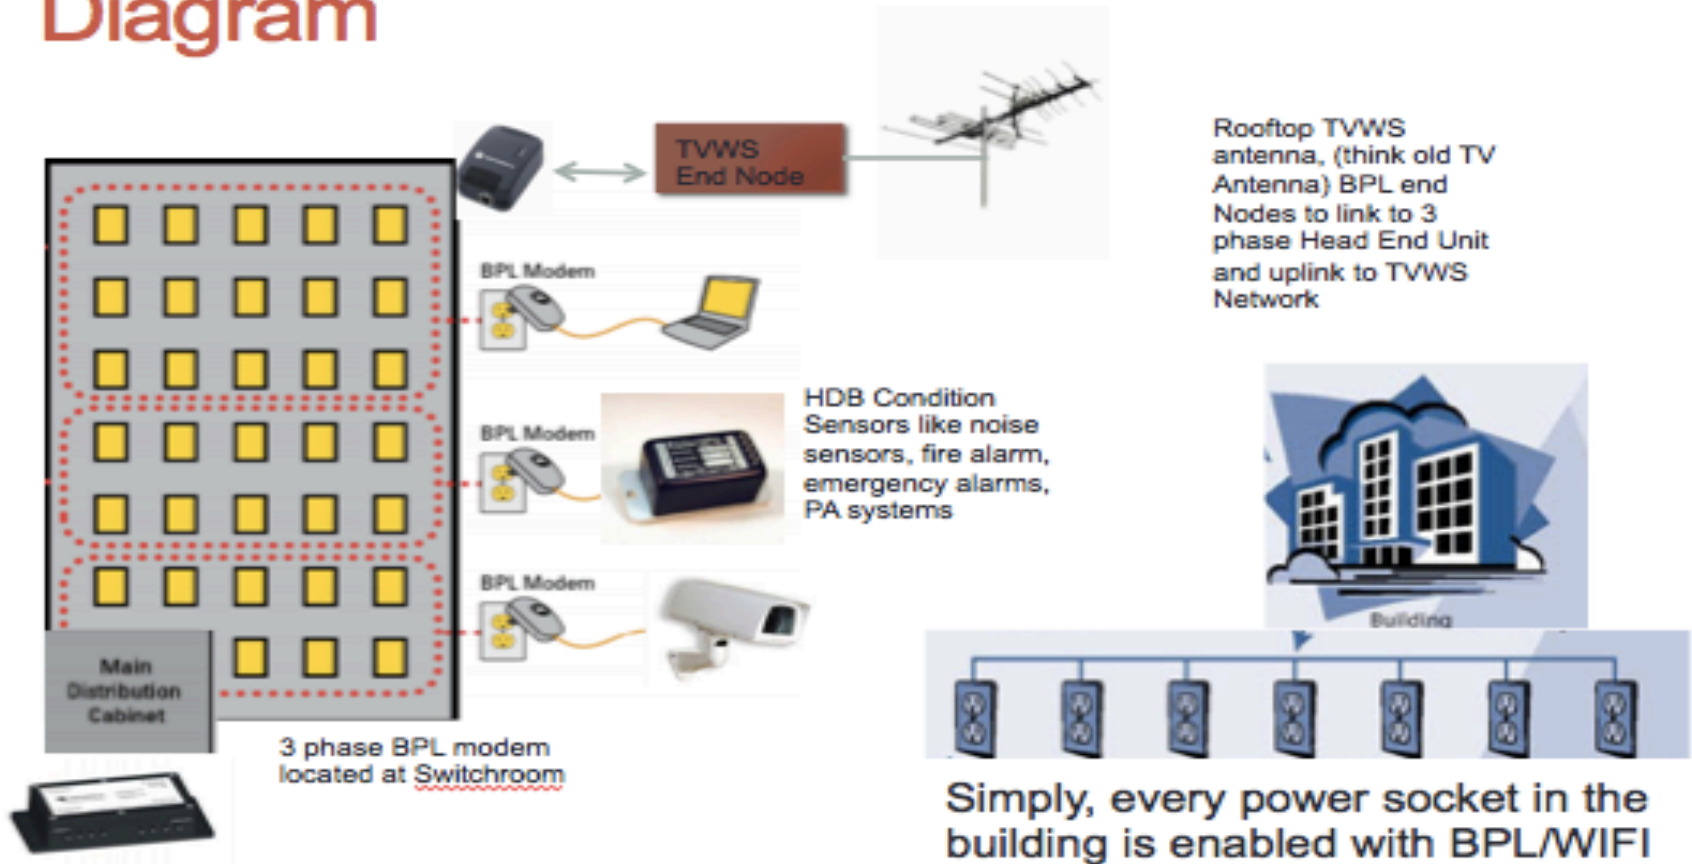 Diagram
TVWS
End Node
Rooftop TVWS
antenna, (think old TV
Antenna) BPL end
Nodes to link to 3
phase Head End Unit
and uplink to TVWS
Network
BPL Modem
BPL Modem
HDB Condition
Sensors like noise
sensors, fire alarm,
emergency alarms,
PA systems
BPL Modem
Building
Main
Distribution
Cabinet
3 phase BPL modem
located at Switchroom
Simply, every power socket in the
building is enabled with BPL/WIFI